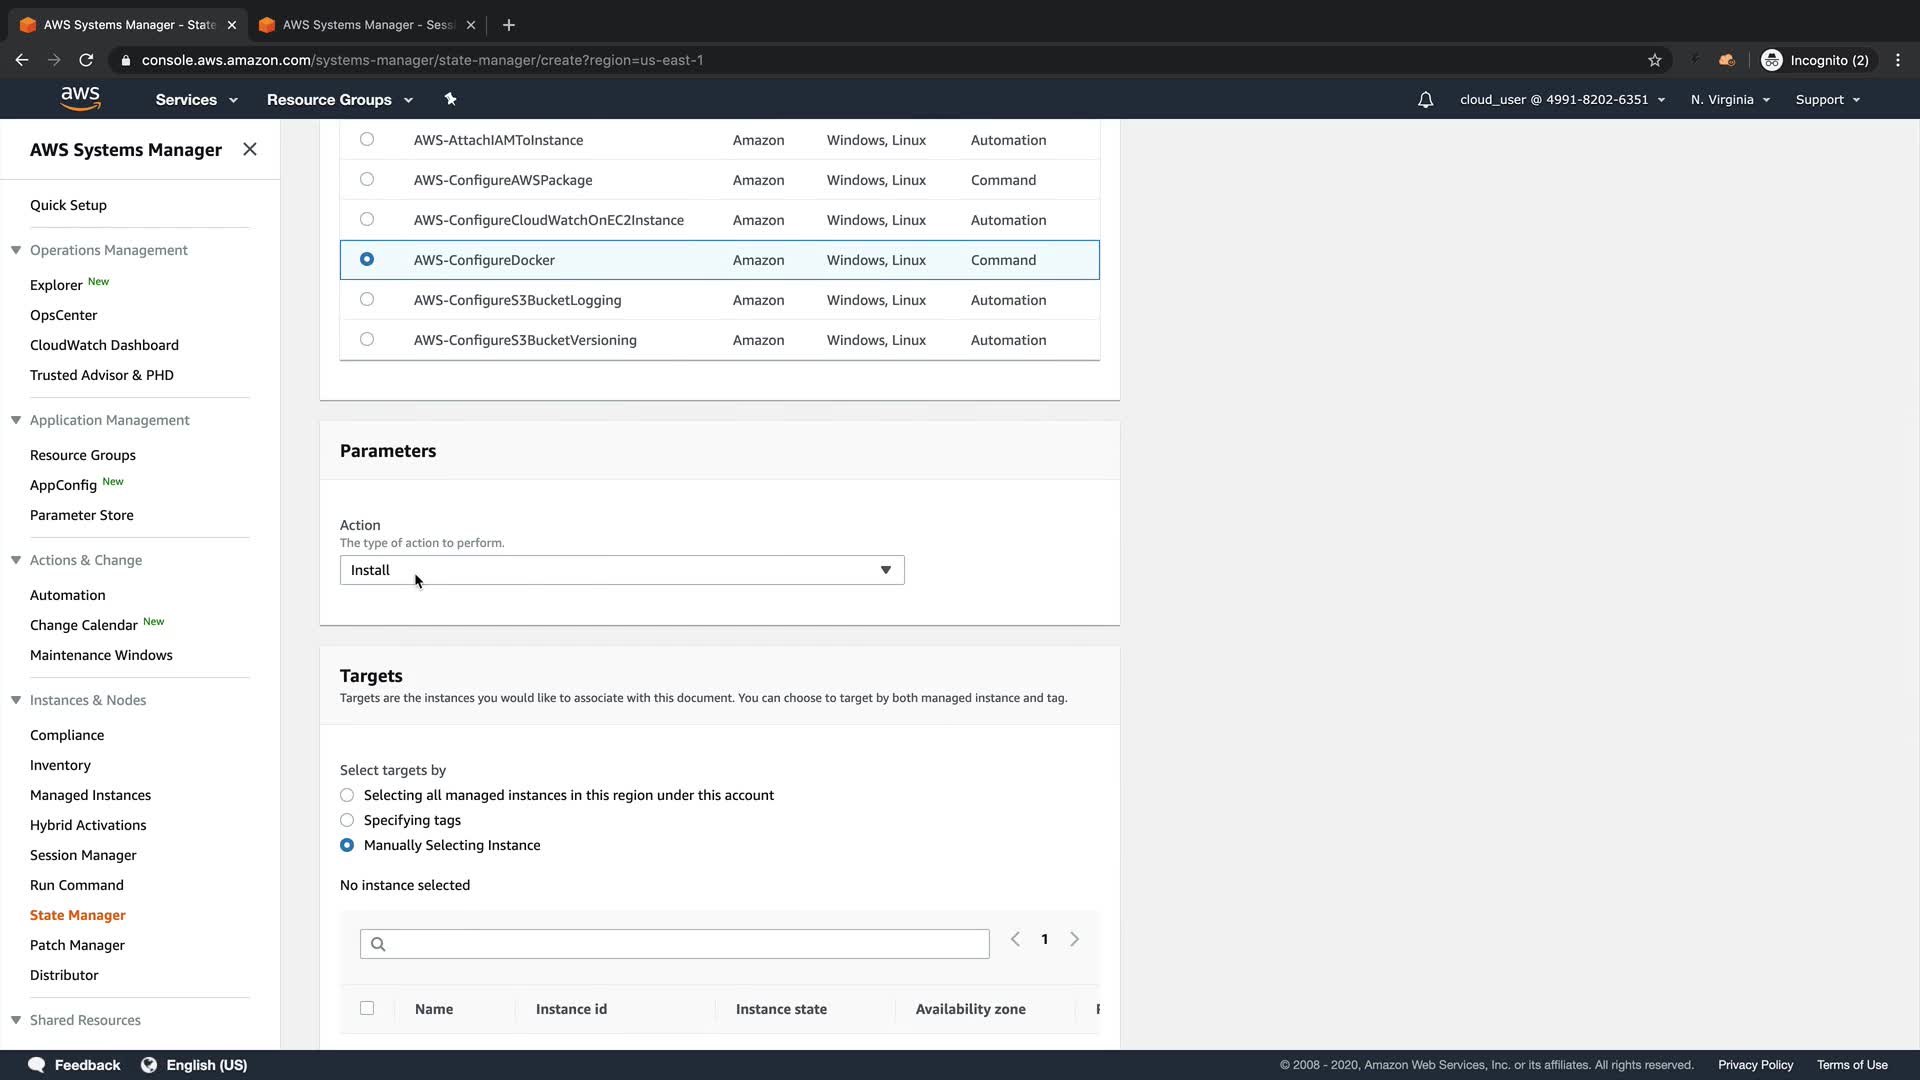 AWS Systems Manager - State
AWS Systems Manager - Sess
console.aws.amazon.com/systems-manager/state-manager/create?region=us-east-1
Incognito (2)
aws
Services
Resource Groups
cloud_user @ 4991-8202-6351
N. Virginia
Support
AWS Systems Manager
Quick Setup
Operations Management
Explorer New
OpsCenter
CloudWatch Dashboard
Trusted Advisor & PHD
Application Management
Resource Groups
AppConfig New
Parameter Store
Actions & Change
Automation
Change Calendar New
Maintenance Windows
Instances & Nodes
Compliance
Inventory
Managed Instances
Hybrid Activations
Session Manager
Run Command
State Manager
Patch Manager
Distributor
Shared Resources
AWS-AttachIAMToInstance Amazon Windows, Linux Automation
AWS-ConfigureAWSPackage Amazon Windows, Linux Command
AWS-ConfigureCloudWatchOnEC2Instance Amazon Windows, Linux Automation
AWS-ConfigureDocker Amazon Windows, Linux Command
AWS-ConfigureS3BucketLogging Amazon Windows, Linux Automation
AWS-ConfigureS3BucketVersioning Amazon Windows, Linux Automation
Parameters
Action
The type of action to perform.
Install
Targets
Targets are the instances you would like to associate with this document. You can choose to target by both managed instance and tag.
Select targets by
Selecting all managed instances in this region under this account
Specifying tags
Manually Selecting Instance
No instance selected
1
Name Instance id Instance state Availability zone
Feedback
English (US)
© 2008 - 2020, Amazon Web Services, Inc. or its affiliates. All rights reserved.
Privacy Policy
Terms of Use